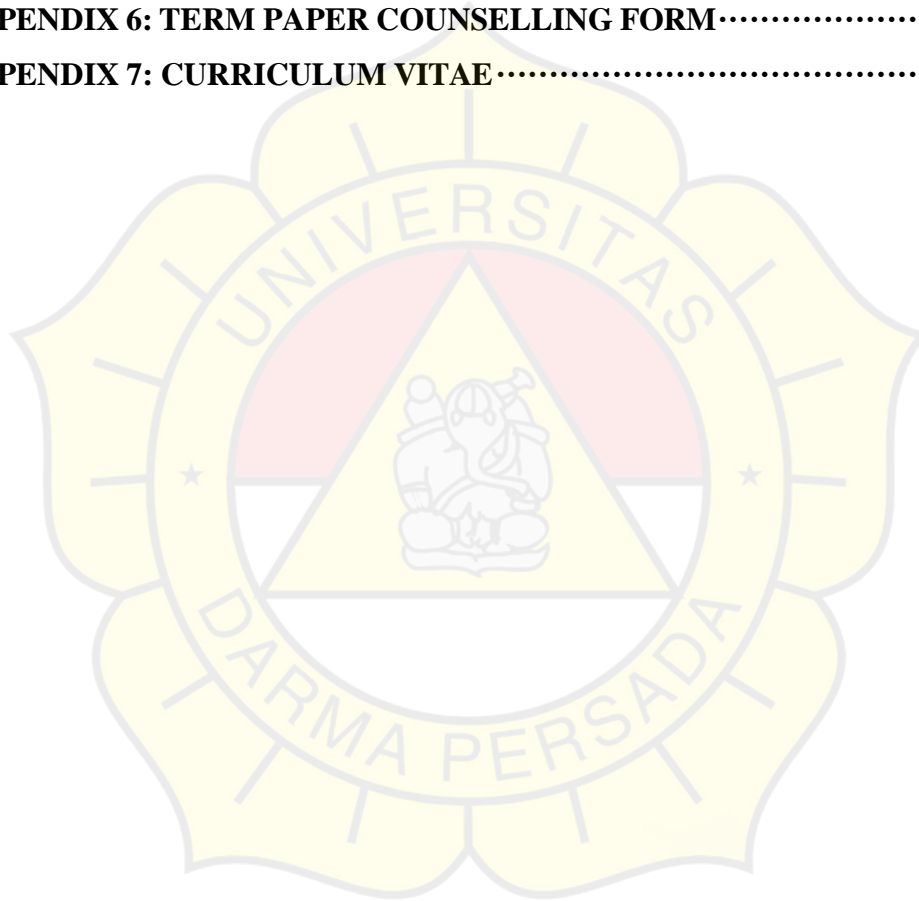 PENDIX 6: TERM PAPER COUNSELLING FORM·····················
PENDIX 7: CURRICULUM VITAE·········································
UNIVERSITAS
DARMA PERSADA